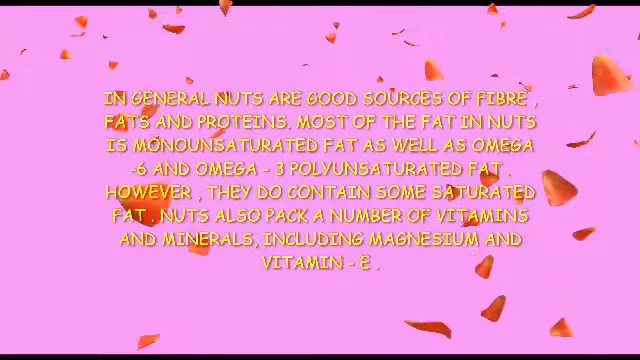 IN GENERAL NUTS ARE GOOD SOURCES OF FIBRE ,
FATS AND PROTEINS. MOST OF THE FAT IN NUTS
IS MONOUNSATURATED FAT AS WELL AS OMEGA
-6 AND OMEGA - 3 POLYUNSATURATED FAT .
HOWEVER , THEY DO CONTAIN SOME SATURATED
FAT . NUTS ALSO PACK A NUMBER OF VITAMINS
AND MINERALS, INCLUDING MAGNESIUM AND
VITAMIN - E .